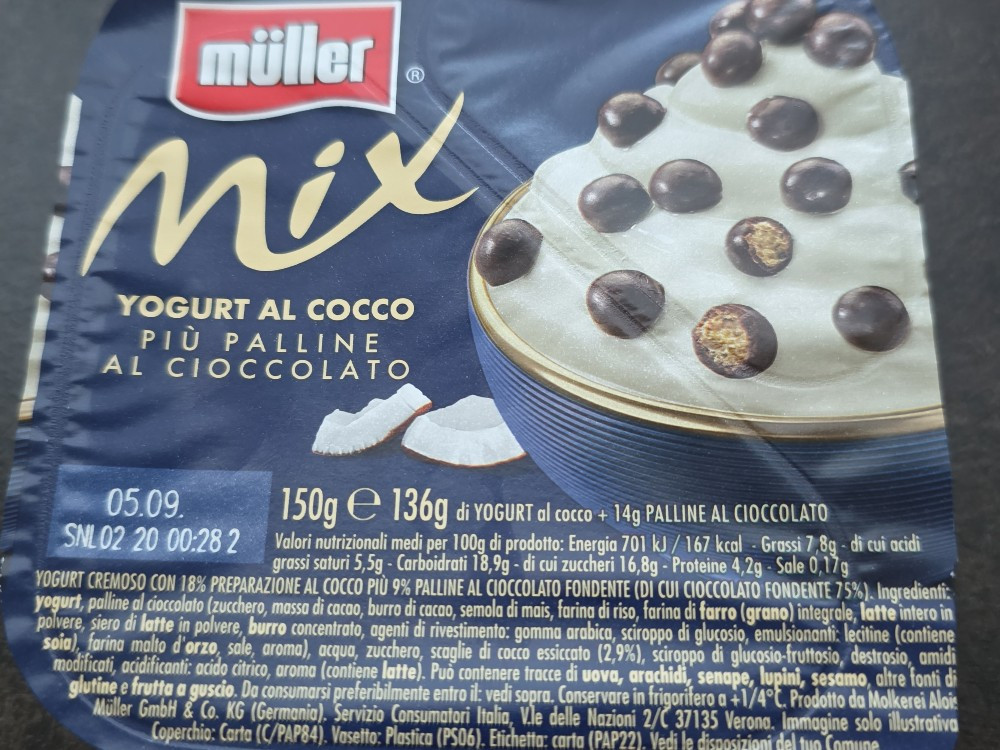 müller ®
Mix
YOGURT AL COCCO
PIÙ PALLINE
AL CIOCCOLATO
05.09.
SNL02 20 00:28 2
150g e 136g di YOGURT al cocco + 14g PALLINE AL CIOCCOLATO
Valori nutrizionali medi per 100g di prodotto: Energia 701 kJ / 167 kcal - Grassi 7,8g - di cui acidi
grassi saturi 5,5g - Carboidrati 18,9g - di cui zuccheri 16,8g - Proteine 4,2g - Sale 0,17g
YOGURT CREMOSO CON 18% PREPARAZIONE AL COCCO PIÙ 9% PALLINE AL CIOCCOLATO FONDENTE (DI CUI CIOCCOLATO FONDENTE 75%). Ingredienti:
yogurt, palline al cioccolato (zucchero, massa di cacao, burro di cacao, semola di mais, farina di riso, farina di farro (grano) integrale, latte intero in
polvere, siero di latte in polvere, burro concentrato, agenti di rivestimento: gomma arabica, sciroppo di glucosio, emulsionanti: lecitine (contiene
soia), farina malto d'orzo, sale, aroma), acqua, zucchero, scaglie di cocco essiccato (2,9%), sciroppo di glucosio-fruttosio, destrosio, amidi
modificati, acidificanti: acido citrico, aroma (contiene latte). Può contenere tracce di uova, arachidi, senape, lupini, sesamo, altre fonti di
glutine e frutta a guscio. Da consumarsi preferibilmente entro il: vedi sopra. Conservare in frigorifero a +1/4°C. Prodotto da Molkerei Alois
Müller GmbH & Co. KG (Germania). Servizio Consumatori Italia, V.le delle Nazioni 2/C 37135 Verona. Immagine solo illustrativa
Coperchio: Carta (C/PAP84). Vasetto: Plastica (PS06). Etichetta: carta (PAP22). Vedi le disposizioni del tuo Comune